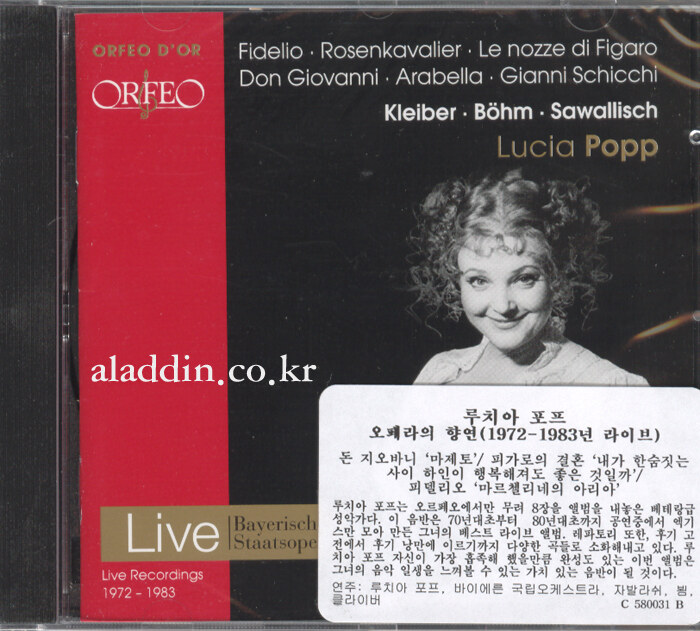 ORFEO D'OR
ORFEO
Fidelio · Rosenkavalier · Le nozze di Figaro
Don Giovanni · Arabella · Gianni Schicchi
Kleiber · Böhm · Sawallisch
Lucia Popp
aladdin.co.kr
Live
Bayerisch
Staatsope
Live Recordings
1972 – 1983
루치아 포프
오페라의 향연(1972-1983년 라이브)
돈 지오바니 '마제토'/ 피가로의 결혼 '내가 한숨짓는
사이 하인이 행복해져도 좋은 것일까'/
피델리오 '마르첼리네의 아리아'
루치아 포프는 오르페오에서만 무려 8장을 앨범을 내놓은 베테랑급
성악가다. 이 음반은 70년대초부터 80년대초까지 공연중에서 엑기
스만 모아 만든 그녀의 베스트 라이브 앨범. 레파토리 또한, 후기 고
전에서 후기 낭만에 이르기까지 다양한 곡들로 소화해내고 있다. 루
치아 포프 자신이 가장 흡족해 했을만큼 완성도 있는 이번 앨범은
그녀의 음악 일생을 느껴볼 수 있는 가치 있는 음반이 될 것이다.
연주: 루치아 포프, 바이에른 국립오케스트라, 자발라쉬, 뵘,
클라이버
C 580031 B